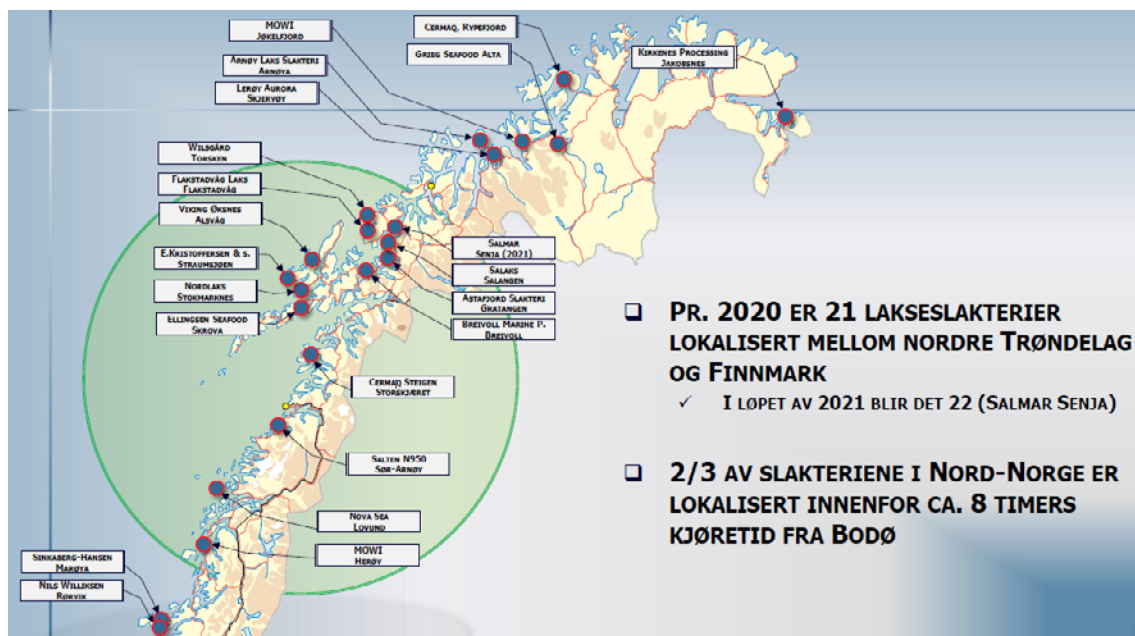 MOWI
JØKELFJORD
CERMAQ, RYPEFJORD
GRIEG SEAFOOD ALTA
KIRKENES PROCESSING
JAKOBSNES
ARNØY LAKS SLAKTERI
ARNØYA
LERØY AURORA
SKJERVØY
WILSGÅRD
TORSKEN
FLAKSTADVÅG LAKS
FLAKSTADVÅG
VIKING ØKSNES
ALSVÅG
E.KRISTOFFERSEN & S.
STRAUMSJØEN
NORDLAKS
STOKMARKNES
ELLINGSEN SEAFOOD
SKROVA
SALMAR
SENJA (2021)
SALAKS
SALANGEN
ASTAFJORD SLAKTERI
GRATANGEN
BREIVOLL MARINE P.
BREIVOLL
CERMAQ STEIGEN
STORSKJÆRET
SALTEN N950
SØR-ARNØY
NOVA SEA
LOVUND
MOWI
HERØY
SINKABERG-HANSEN
MARØYA
NILS WILLIKSEN
RØRVIK
❑ PR. 2020 ER 21 LAKSESLAKTERIER
LOKALISERT MELLOM NORDRE TRØNDELAG
OG FINNMARK
✓ I LØPET AV 2021 BLIR DET 22 (SALMAR SENJA)
❑ 2/3 AV SLAKTERIENE I NORD-NORGE ER
LOKALISERT INNENFOR CA. 8 TIMERS
KJØRETID FRA BODØ